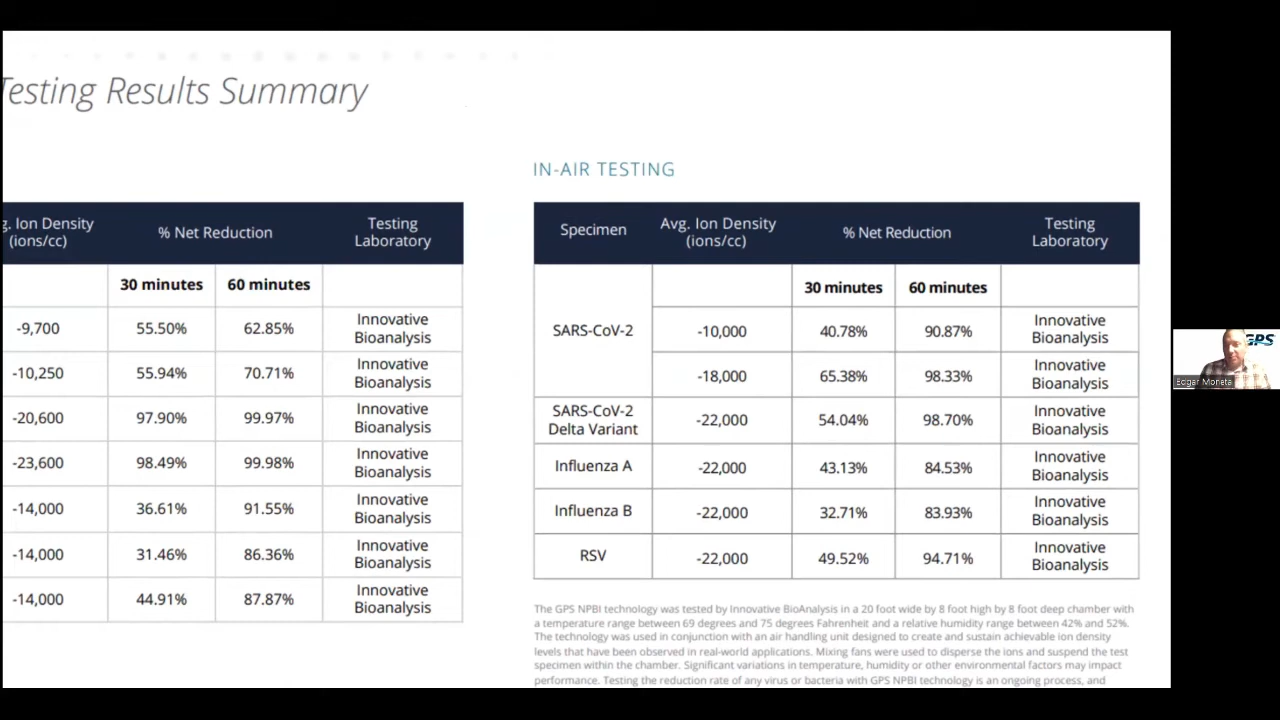 Testing Results Summary
g. Ion Density
(ions/cc)
% Net Reduction
Testing
Laboratory
30 minutes 60 minutes
-9,700 55.50% 62.85% Innovative
Bioanalysis
-10,250 55.94% 70.71% Innovative
Bioanalysis
-20,600 97.90% 99.97% Innovative
Bioanalysis
-23,600 98.49% 99.98% Innovative
Bioanalysis
-14,000 36.61% 91.55% Innovative
Bioanalysis
-14,000 31.46% 86.36% Innovative
Bioanalysis
-14,000 44.91% 87.87% Innovative
Bioanalysis
IN-AIR TESTING
Specimen
Avg. Ion Density
(ions/cc)
% Net Reduction
Testing
Laboratory
30 minutes 60 minutes
SARS-CoV-2 -10,000 40.78% 90.87% Innovative
Bioanalysis
-18,000 65.38% 98.33% Innovative
Bioanalysis
SARS-CoV-2
Delta Variant
-22,000 54.04% 98.70% Innovative
Bioanalysis
Influenza A -22,000 43.13% 84.53% Innovative
Bioanalysis
Influenza B -22,000 32.71% 83.93% Innovative
Bioanalysis
RSV -22,000 49.52% 94.71% Innovative
Bioanalysis
The GPS NPBI technology was tested by Innovative BioAnalysis in a 20 foot wide by 8 foot high by 8 foot deep chamber with
a temperature range between 69 degrees and 75 degrees Fahrenheit and a relative humidity range between 42% and 52%.
The technology was used in conjunction with an air handling unit designed to create and sustain achievable ion density
levels that have been observed in real-world applications. Mixing fans were used to disperse the ions and suspend the test
specimen within the chamber. Significant variations in temperature, humidity or other environmental factors may impact
performance. Testing the reduction rate of any virus or bacteria with GPS NPBI technology is an ongoing process, and
GPS
Edgar Moneta